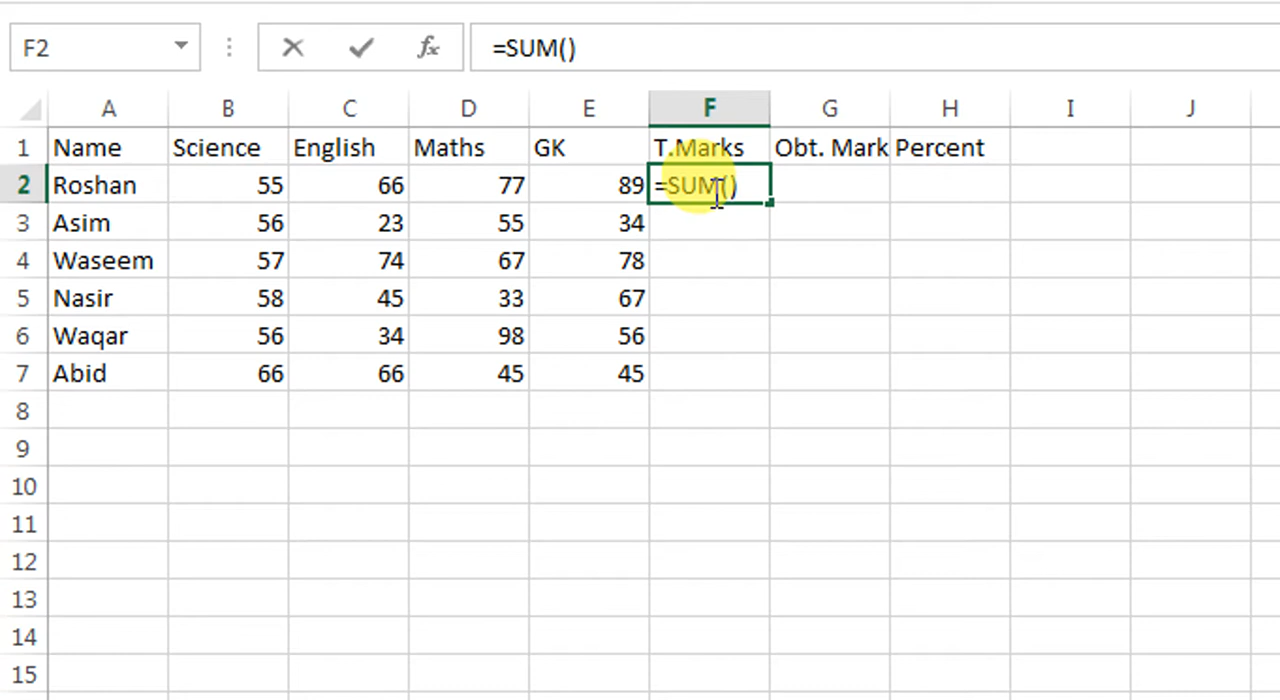 F2 fx =SUM()
A B C D E F G H I J
1 Name Science English Maths GK T.Marks Obt. Mark Percent
2 Roshan 55 66 77 89 =SUM()
3 Asim 56 23 55 34
4 Waseem 57 74 67 78
5 Nasir 58 45 33 67
6 Waqar 56 34 98 56
7 Abid 66 66 45 45
8
9
10
11
12
13
14
15